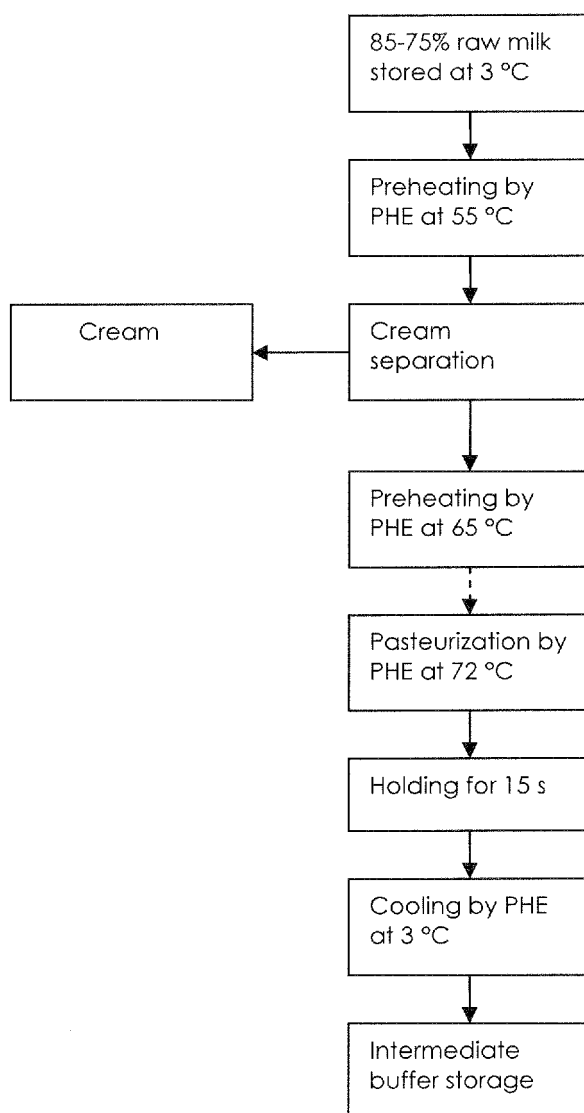 85-75% raw milk
stored at 3 °C
Preheating by
PHE at 55 °C
Cream
Cream
separation
Preheating by
PHE at 65 °C
Pasteurization by
PHE at 72 °C
Holding for 15 s
Cooling by PHE
at 3 °C
Intermediate
buffer storage